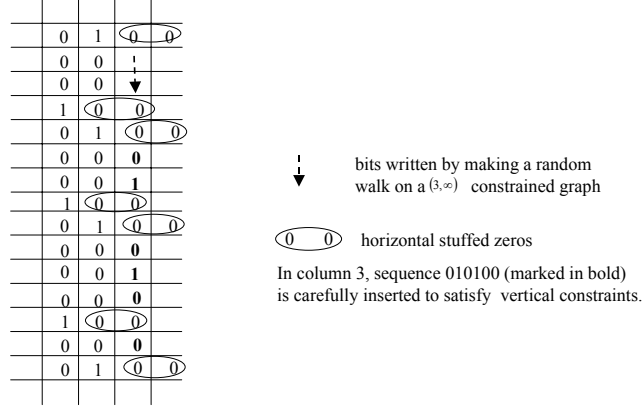 0 1 0 0
0 0
0 0
1 0 0
0 1 0 0
0 0 0
0 0 1
1 0 0
0 1 0 0
0 0 0
0 0 1
0 0 0
1 0 0
0 0 0
0 1 0 0
bits written by making a random
walk on a (3,∞) constrained graph
0 0 horizontal stuffed zeros
In column 3, sequence 010100 (marked in bold)
is carefully inserted to satisfy vertical constraints.